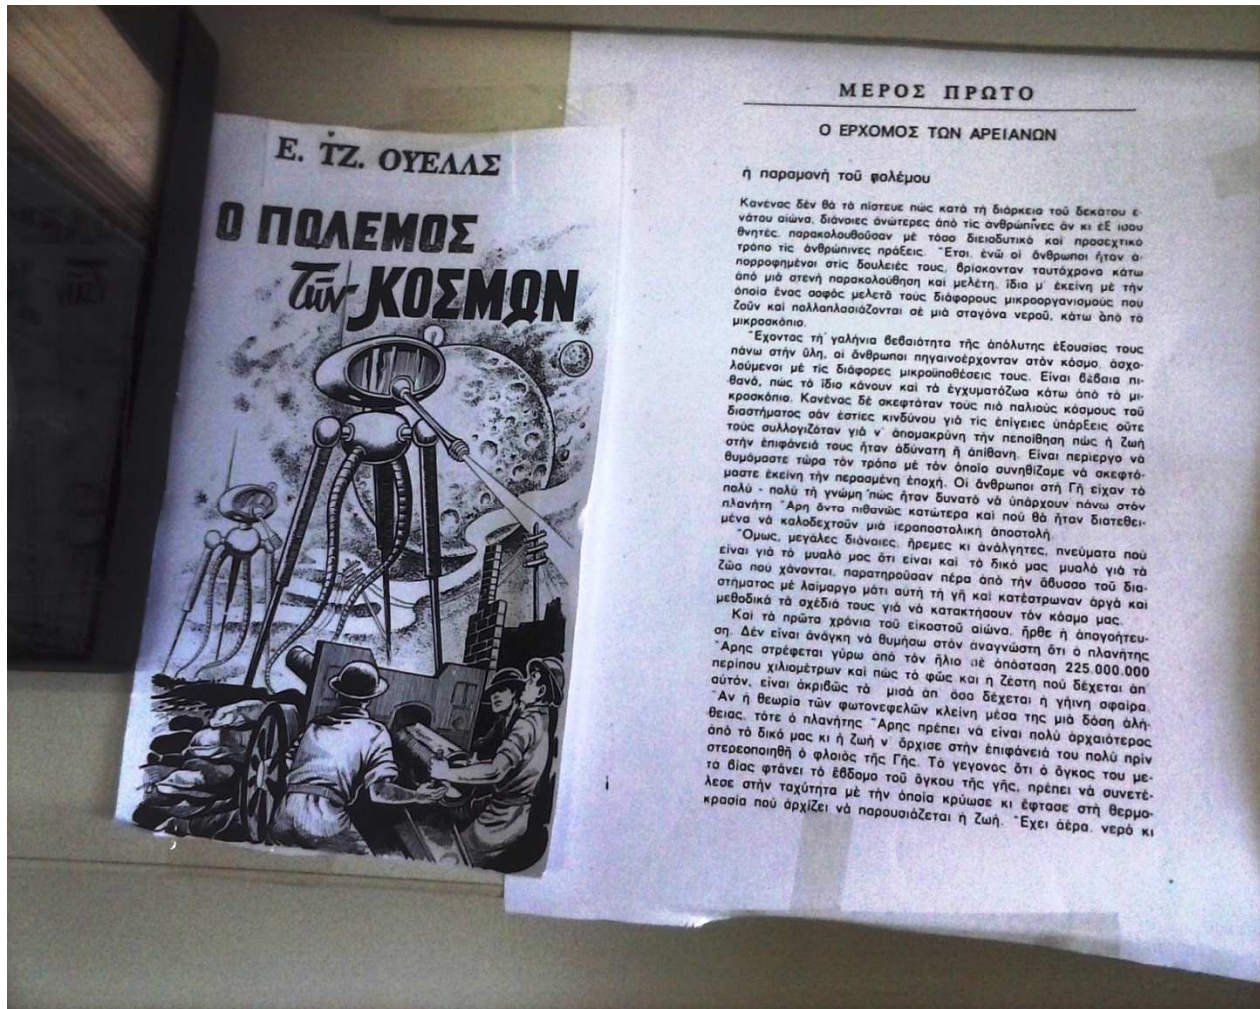 Ε. ΤΖ. ΟΥΕΛΛΣ
Ο ΠΟΛΕΜΟΣ
τῶν ΚΟΣΜΩΝ
ΜΕΡΟΣ ΠΡΩΤΟ
Ο ΕΡΧΟΜΟΣ ΤΩΝ ΑΡΕΙΑΝΩΝ
ἡ παραμονὴ τοῦ φολέμου
Κανένας δὲν θὰ τὸ πίστευε πὼς κατὰ τὴ διάρκεια τοῦ δεκάτου ε-
νάτου αἰώνα, διάνοιες ἀνώτερες ἀπὸ τὶς ἀνθρώπινες ἂν κι ἐξ ίσου
θνητές, παρακολουθοῦσαν μὲ τόσο διεισδυτικό καὶ προσεχτικό
τρόπο τὶς ἀνθρώπινες πράξεις. Ἔτσι, ἐνῶ οἱ ἄνθρωποι ἦταν ἀ-
πορροφημένοι στὶς δουλειές τους, βρίσκονταν ταυτόχρονα κάτω
ἀπὸ μιὰ στενὴ παρακολούθηση καὶ μελέτη, ἴδια μ' ἐκείνη μὲ τὴν
ὁποία ἕνας σοφὸς μελετᾶ τοὺς διάφορους μικροοργανισμοὺς ποὺ
ζοῦν καὶ πολλαπλασιάζονται σὲ μιὰ σταγόνα νεροῦ, κάτω ἀπὸ τὸ
μικροσκόπιο.
Ἔχοντας τὴ γαλήνια βεβαιότητα τῆς ἀπόλυτης ἐξουσίας τους
πάνω στὴν ὕλη, οἱ ἄνθρωποι πηγαινοέρχονταν στὸν κόσμο, ἀσχο-
λούμενοι μὲ τὶς διάφορες μικροϋποθέσεις τους. Εἶναι βέβαια πι-
θανό, πὼς τὸ ἴδιο κάνουν καὶ τὰ ἐγχυματόζωα κάτω ἀπὸ τὸ μι-
κροσκόπιο. Κανένας δὲ σκεφτόταν τοὺς πιὸ παλιοὺς κόσμους τοῦ
διαστήματος σὰν ἑστίες κινδύνου γιὰ τὶς ἐπίγειες ὑπάρξεις οὔτε
τοὺς συλλογιζόταν γιὰ ν' ἀπομακρύνη τὴν πεποίθηση πὼς ἡ ζωὴ
στὴν ἐπιφάνειά τους ἦταν ἀδύνατη ἢ ἀπίθανη. Εἶναι περίεργο νὰ
θυμόμαστε τώρα τὸν τρόπο μὲ τὸν ὁποῖο συνηθίζαμε νὰ σκεφτό-
μαστε ἐκείνη τὴν περασμένη ἐποχή. Οἱ ἄνθρωποι στὴ Γῆ εἶχαν τὸ
πολὺ - πολὺ τὴ γνώμη πὼς ἦταν δυνατὸ νὰ ὑπάρχουν πάνω στὸν
πλανήτη Ἄρη ὄντα πιθανῶς κατώτερα καὶ ποὺ θὰ ἦταν διατεθει-
μένα νὰ καλοδεχτοῦν μιὰ ἱεραποστολικὴ ἀποστολή.
Ὅμως, μεγάλες διάνοιες, ἤρεμες κι ἀνάλγητες, πνεύματα ποὺ
εἶναι γιὰ τὸ μυαλό μας ὅτι εἶναι καὶ τὸ δικό μας μυαλὸ γιὰ τὰ
ζῶα ποὺ χάνονται, παρατηροῦσαν πέρα ἀπὸ τὴν ἄβυσσο τοῦ δια-
στήματος μὲ λαίμαργο μάτι αὐτὴ τὴ γῆ καὶ κατέστρωναν ἀργὰ καὶ
μεθοδικὰ τὰ σχέδιά τους γιὰ νὰ κατακτήσουν τὸν κόσμο μας.
Καὶ τὰ πρῶτα χρόνια τοῦ εἰκοστοῦ αἰώνα, ἦρθε ἡ ἀπογοήτευ-
ση. Δέν εἶναι ἀνάγκη νὰ θυμήσω στὸν ἀναγνώστη ὅτι ὁ πλανήτης
Ἄρης στρέφεται γύρω ἀπὸ τὸν ἥλιο σὲ ἀπόσταση 225.000.000
περίπου χιλιομέτρων καὶ πὼς τὸ φῶς καὶ ἡ ζέστη ποὺ δέχεται ἀπ'
αὐτόν, εἶναι ἀκριβῶς τὰ μισὰ ἀπ' ὅσα δέχεται ἡ γήινη σφαίρα.
Ἂν ἡ θεωρία τῶν φωτονεφελῶν κλείνη μέσα της μιὰ δόση ἀλή-
θειας, τότε ὁ πλανήτης Ἄρης πρέπει νὰ εἶναι πολὺ ἀρχαιότερος
ἀπὸ τὸ δικό μας κι ἡ ζωὴ ν' ἄρχισε στὴν ἐπιφάνειά του πολὺ πρὶν
στερεοποιηθῆ ὁ φλοιὸς τῆς Γῆς. Τὸ γεγονος ὅτι ὁ ὄγκος του με-
τὰ βίας φτάνει τὸ ἕβδομο τοῦ ὄγκου τῆς γῆς, πρέπει νὰ συνετέ-
λεσε στὴν ταχύτητα μὲ τὴν ὁποία κρύωσε κι ἔφτασε στὴ θερμο-
κρασία ποὺ ἀρχίζει νὰ παρουσιάζεται ἡ ζωή. Ἔχει ἀέρα, νερὸ κι